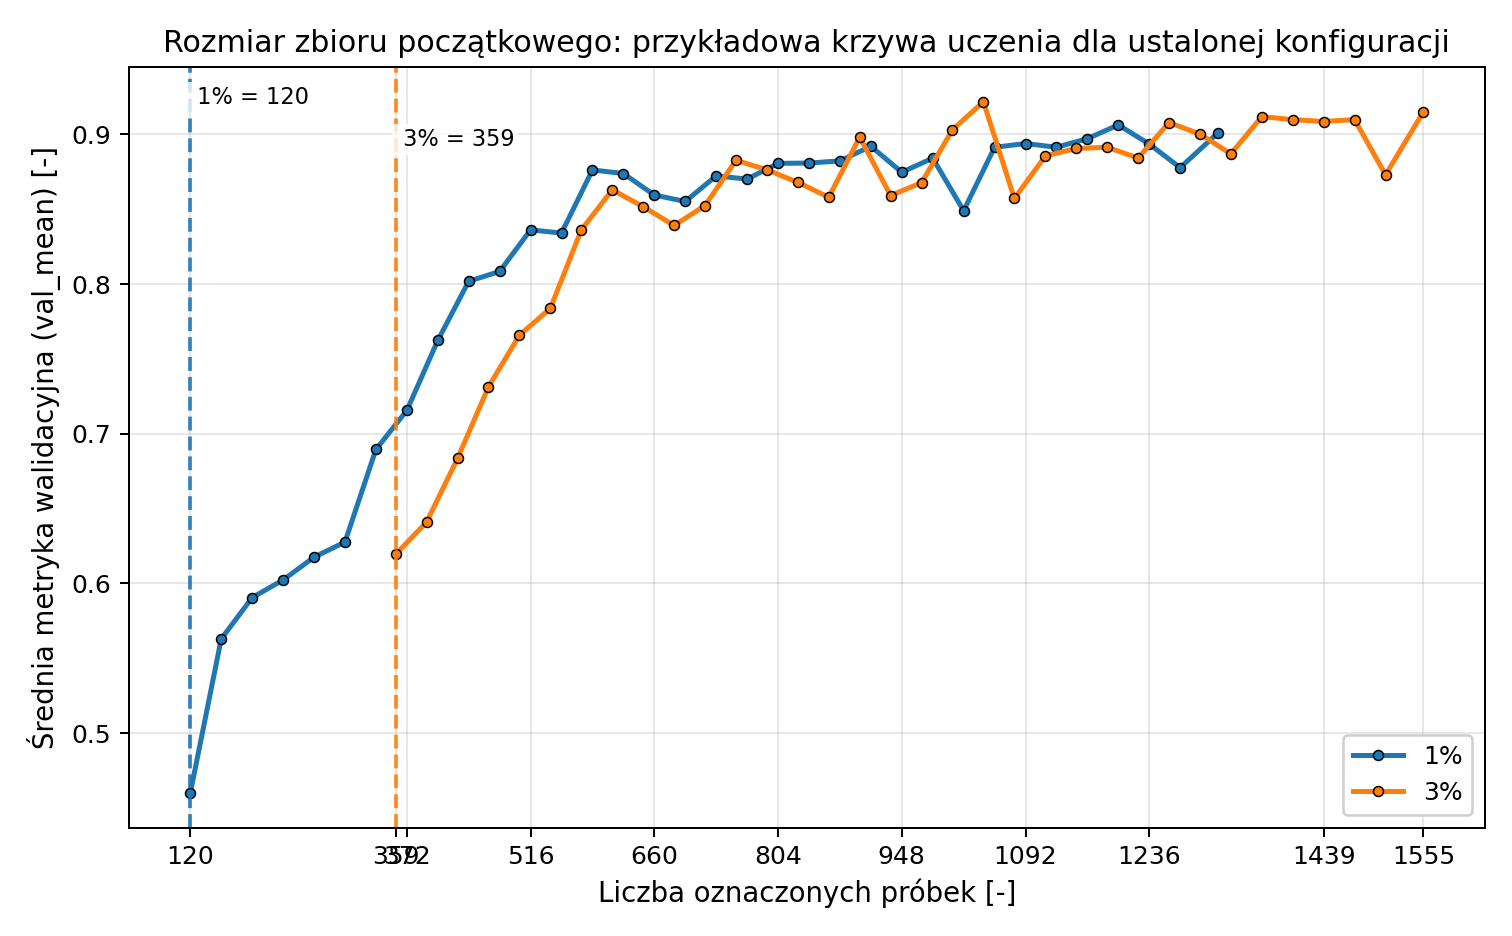 Rozmiar zbioru początkowego: przykładowa krzywa uczenia dla ustalonej konfiguracji
1% = 120
3% = 359
Średnia metryka walidacyjna (val_mean) [-]
0.9
0.8
0.7
0.6
0.5
1%
3%
120 359 372 516 660 804 948 1092 1236 1439 1555
Liczba oznaczonych próbek [-]